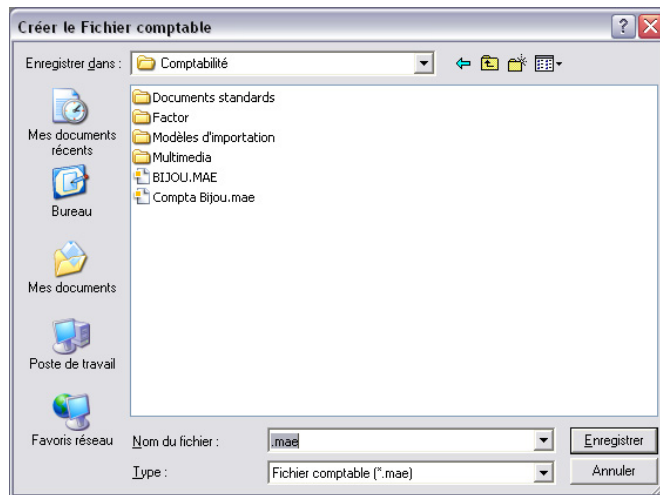 Créer le Fichier comptable
Enregistrer dans :
Comptabilité
Mes documents récents
Bureau
Mes documents
Poste de travail
Favoris réseau
Documents standards
Factor
Modèles d'importation
Multimedia
BIJOU.MAE
Compta Bijou.mae
Nom du fichier :
.mae
Enregistrer
Type :
Fichier comptable (*.mae)
Annuler